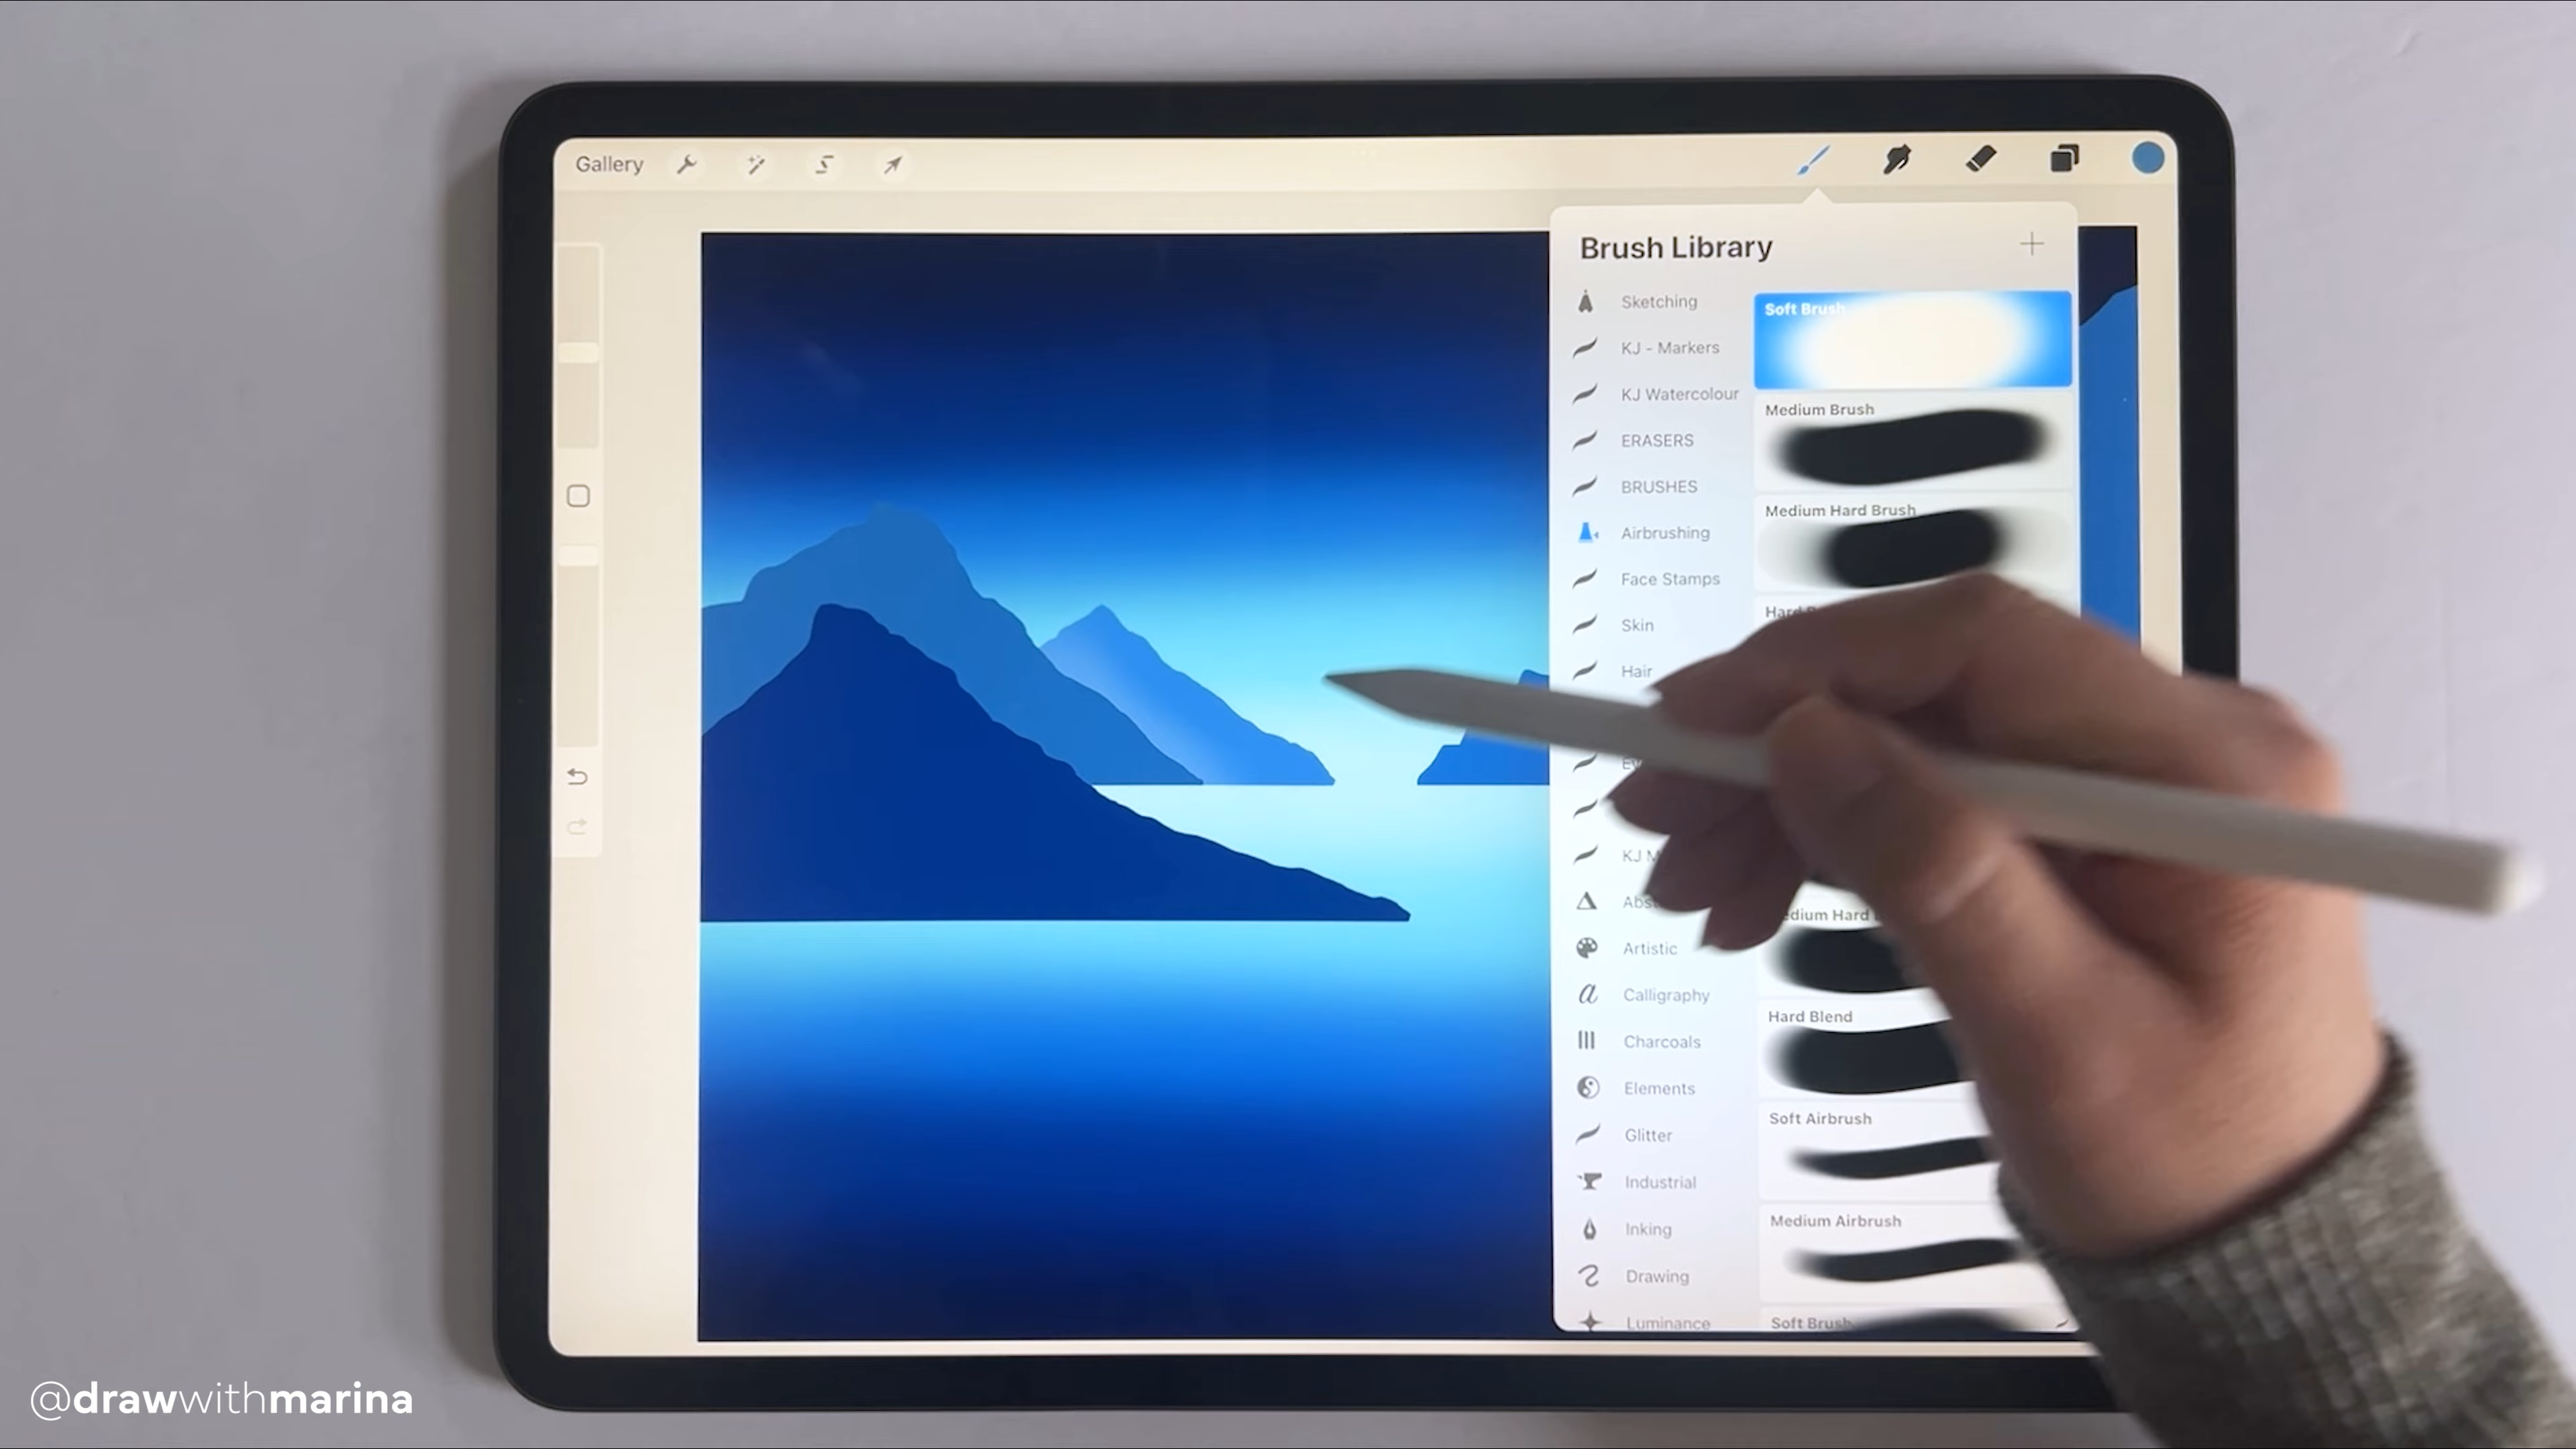 Gallery
Brush Library
Sketching
KJ - Markers
KJ Watercolour
ERASERS
BRUSHES
Airbrushing
Face Stamps
Skin
Hair
Artistic
Calligraphy
Charcoals
Elements
Glitter
Industrial
Inking
Drawing
Luminance
Soft Brush
Medium Brush
Medium Hard Brush
Hard Blend
Soft Airbrush
Medium Airbrush
Soft Brush
@drawwithmarina